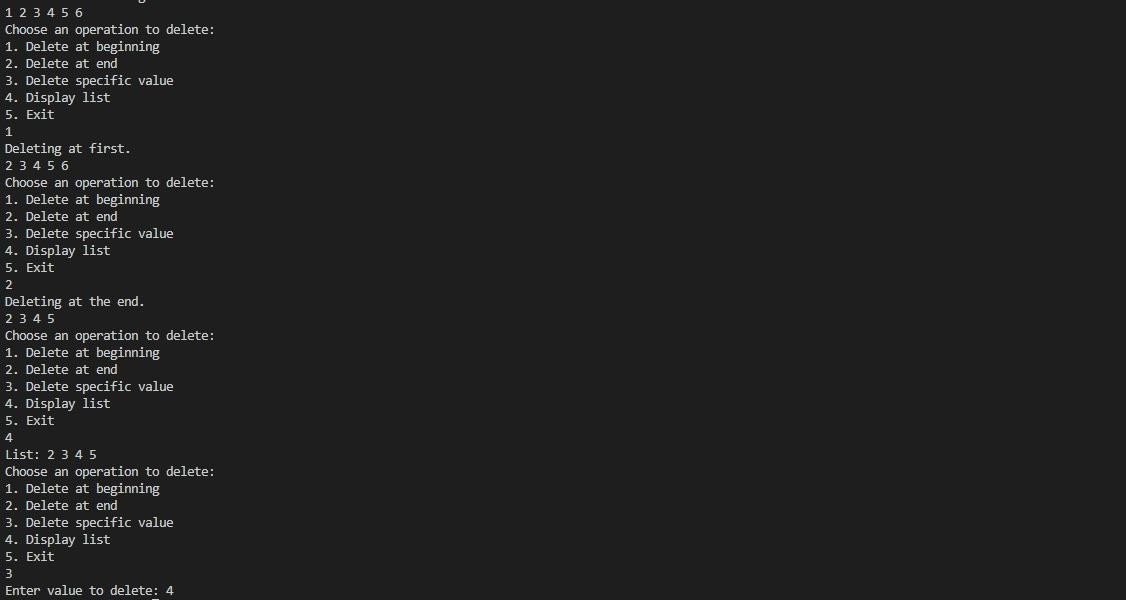 1 2 3 4 5 6
Choose an operation to delete:
1. Delete at beginning
2. Delete at end
3. Delete specific value
4. Display list
5. Exit
1
Deleting at first.
2 3 4 5 6
Choose an operation to delete:
1. Delete at beginning
2. Delete at end
3. Delete specific value
4. Display list
5. Exit
2
Deleting at the end.
2 3 4 5
Choose an operation to delete:
1. Delete at beginning
2. Delete at end
3. Delete specific value
4. Display list
5. Exit
4
List: 2 3 4 5
Choose an operation to delete:
1. Delete at beginning
2. Delete at end
3. Delete specific value
4. Display list
5. Exit
3
Enter value to delete: 4